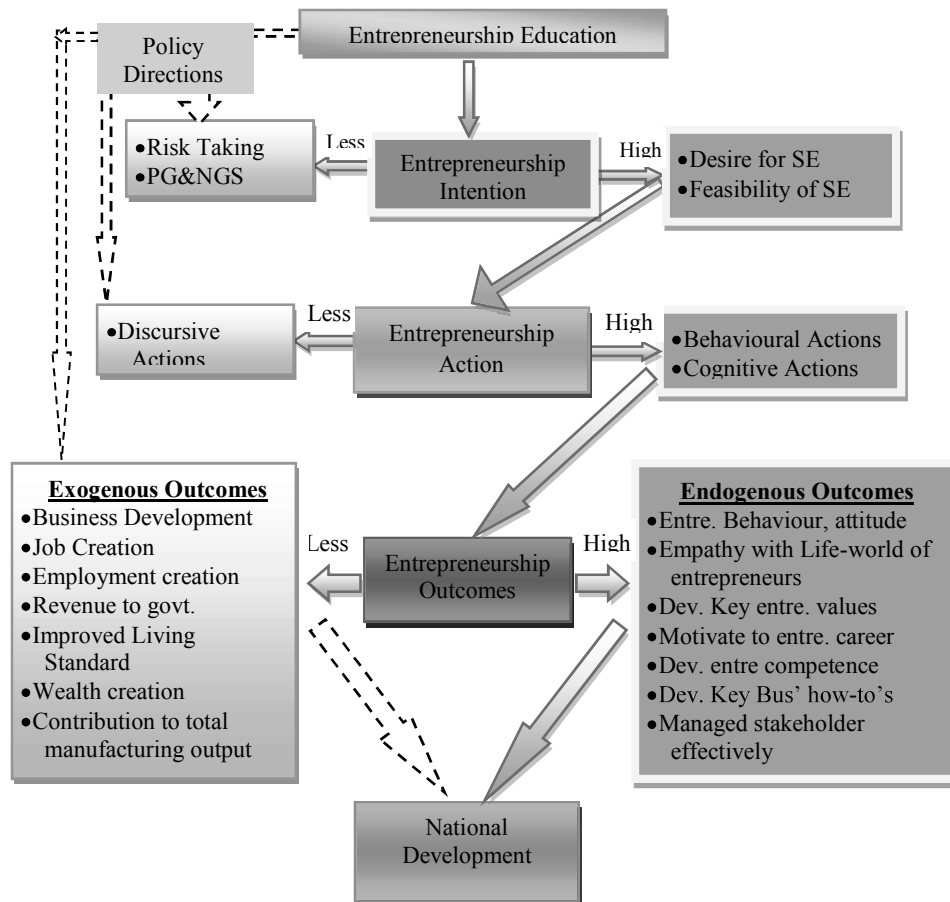 Entrepreneurship Education
Policy
Directions
Less
High
•Risk Taking
•PG&NGS
Entrepreneurship
Intention
•Desire for SE
•Feasibility of SE
Less
High
•Discursive
Actions
Entrepreneurship
Action
•Behavioural Actions
•Cognitive Actions
Exogenous Outcomes
•Business Development
•Job Creation
•Employment creation
•Revenue to govt.
•Improved Living
Standard
•Wealth creation
•Contribution to total
manufacturing output
Less
High
Entrepreneurship
Outcomes
Endogenous Outcomes
•Entre. Behaviour, attitude
•Empathy with Life-world of
entrepreneurs
•Dev. Key entre. values
•Motivate to entre. career
•Dev. entre competence
•Dev. Key Bus’ how-to’s
•Managed stakeholder
effectively
National
Development